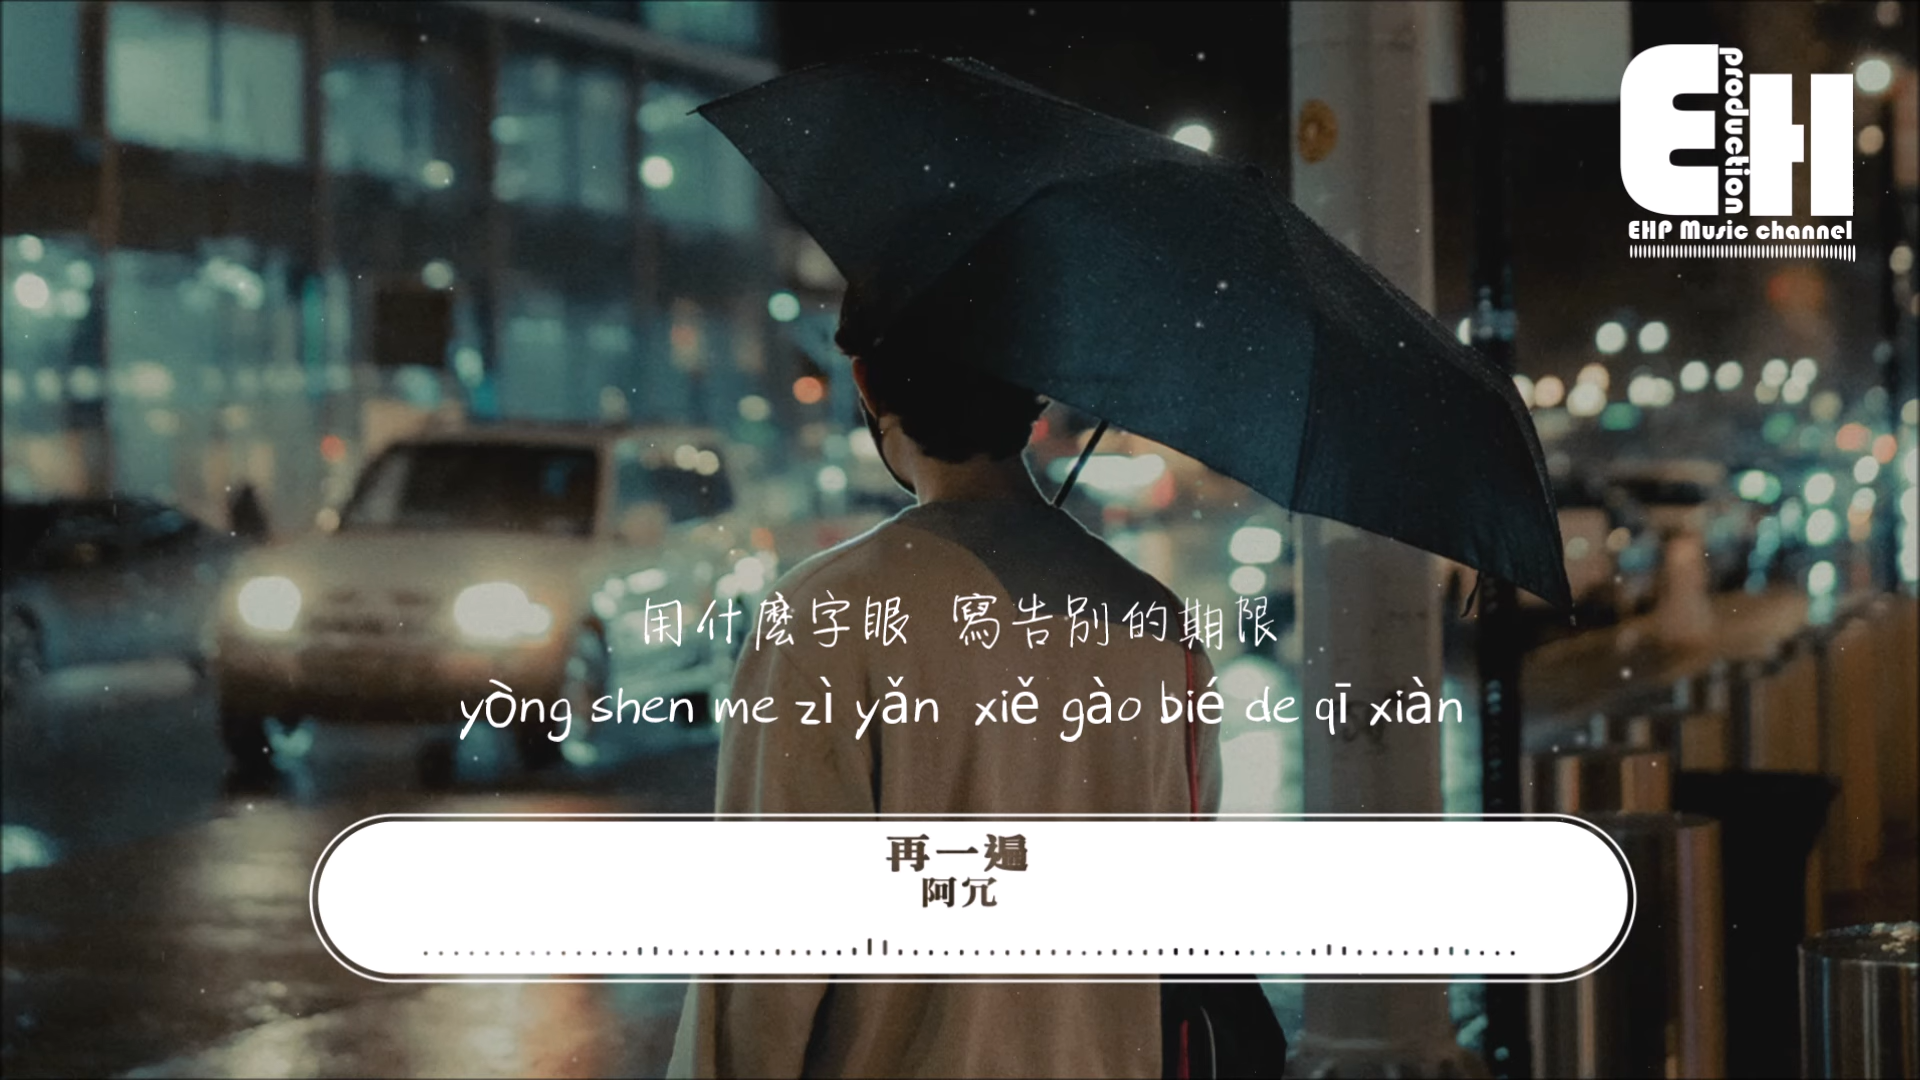 EH
production
EHP Music channel
用什麼字眼 寫告別的期限
yòng shen me zì yǎn xiě gào bié de qī xiàn
再一遍
阿冗